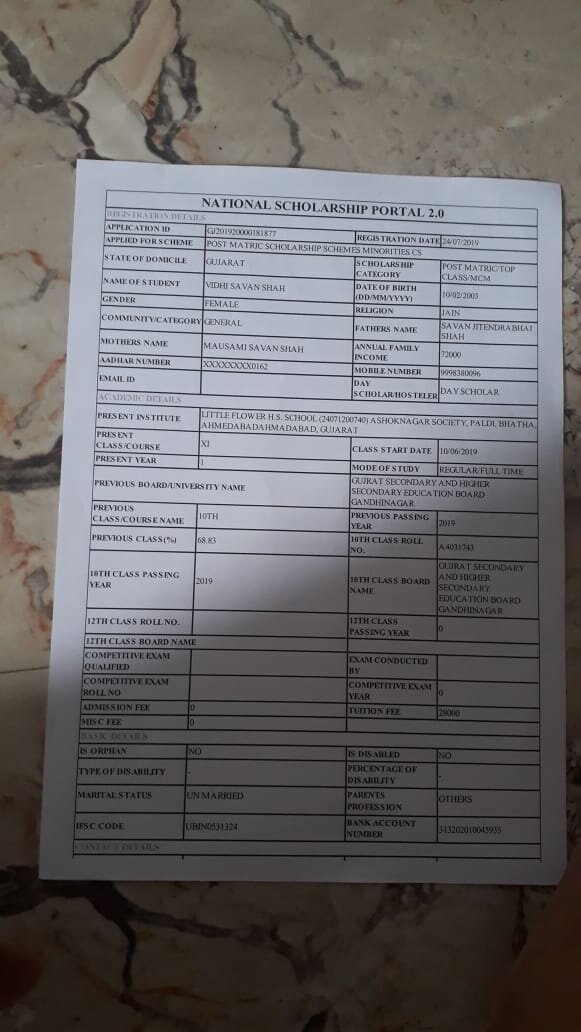 NATIONAL SCHOLARSHIP PORTAL 2.0
REGISTRATION DETAILS
APPLICATION ID GJ201920000181877 REGISTRATION DATE 24/07/2019
APPLIED FOR SCHEME POST MATRIC SCHOLARSHIP SCHEMES MINORITIES CS
STATE OF DOMICILE GUJARAT SCHOLARSHIP CATEGORY POST MATRIC/TOP CLASS/MCM
NAME OF STUDENT VIDHI SAVAN SHAH DATE OF BIRTH (DD/MM/YYYY) 10/02/2003
GENDER FEMALE RELIGION JAIN
COMMUNITY/CATEGORY GENERAL FATHERS NAME SAVAN JITENDRABHAI SHAH
MOTHERS NAME MAUSAMI SAVAN SHAH ANNUAL FAMILY INCOME 72000
AADHAR NUMBER XXXXXXXX0162 MOBILE NUMBER 9998380096
EMAIL ID DAY SCHOLAR/HOSTELER DAY SCHOLAR
ACADEMIC DETAILS
PRESENT INSTITUTE LITTLE FLOWER H.S. SCHOOL (24071200740) ASHOKNAGAR SOCIETY, PALDI, BHATHA,
AHMEDABADAHMADABAD, GUJARAT
PRESENT CLASS/COURSE XI CLASS START DATE 10/06/2019
PRESENT YEAR 1 MODE OF STUDY REGULAR/FULL TIME
PREVIOUS BOARD/UNIVERSITY NAME GUJRAT SECONDARY AND HIGHER SECONDARY EDUCATION BOARD GANDHINAGAR
PREVIOUS CLASS/COURSE NAME 10TH PREVIOUS PASSING YEAR 2019
PREVIOUS CLASS(%) 68.83 10TH CLASS ROLL NO. A4031743
10TH CLASS PASSING YEAR 2019 10TH CLASS BOARD NAME GUJRAT SECONDARY AND HIGHER SECONDARY EDUCATION BOARD GANDHINAGAR
12TH CLASS ROLL NO. 12TH CLASS PASSING YEAR 0
12TH CLASS BOARD NAME
COMPETITIVE EXAM QUALIFIED EXAM CONDUCTED BY
COMPETITIVE EXAM ROLL NO COMPETITIVE EXAM YEAR 0
ADMISSION FEE 0 TUITION FEE 28000
MISC FEE 0
BASIC DETAILS
IS ORPHAN NO IS DISABLED NO
TYPE OF DISABILITY - PERCENTAGE OF DISABILITY -
MARITAL STATUS UN MARRIED PARENTS PROFESSION OTHERS
IFSC CODE UBIN0531324 BANK ACCOUNT NUMBER 313202010045935
CONTACT DETAILS